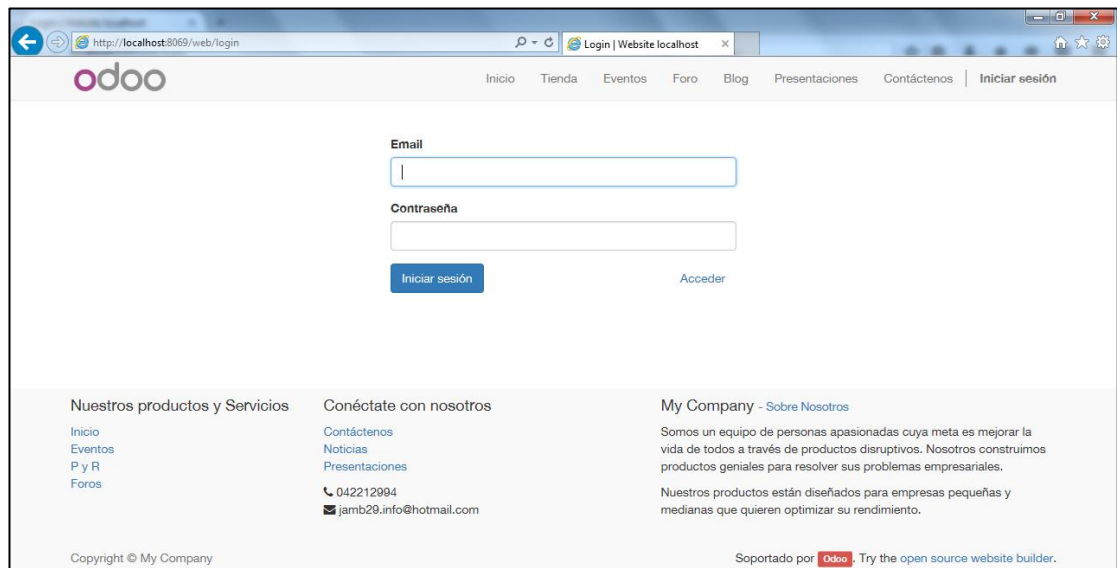 http://localhost:8069/web/login
Login | Website localhost
odoo
Inicio Tienda Eventos Foro Blog Presentaciones Contáctenos Iniciar sesión
Email
Contraseña
Iniciar sesión Acceder
Nuestros productos y Servicios
Inicio
Eventos
P y R
Foros
Conéctate con nosotros
Contáctenos
Noticias
Presentaciones
042212994
jamb29.info@hotmail.com
My Company - Sobre Nosotros
Somos un equipo de personas apasionadas cuya meta es mejorar la
vida de todos a través de productos disruptivos. Nosotros construimos
productos geniales para resolver sus problemas empresariales.
Nuestros productos están diseñados para empresas pequeñas y
medianas que quieren optimizar su rendimiento.
Copyright © My Company
Soportado por Odoo . Try the open source website builder.